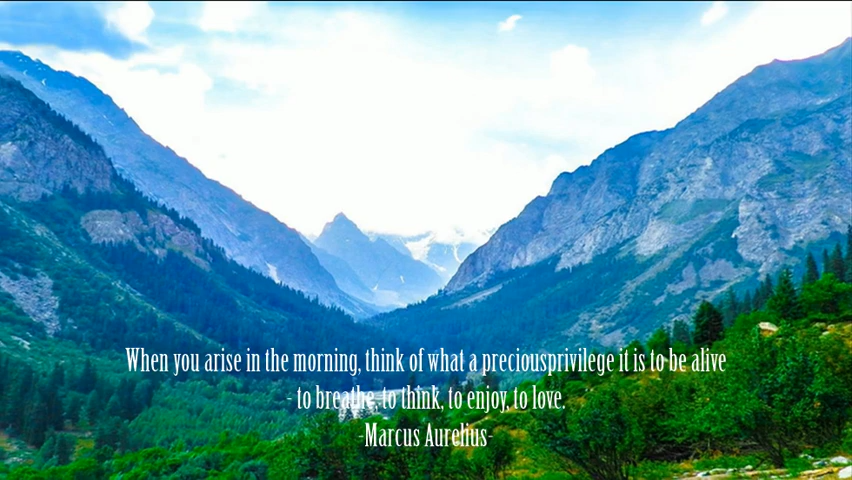 When you arise in the morning, think of what a preciousprivilege it is to be alive
- to breathe, to think, to enjoy, to love.
-Marcus Aurelius-